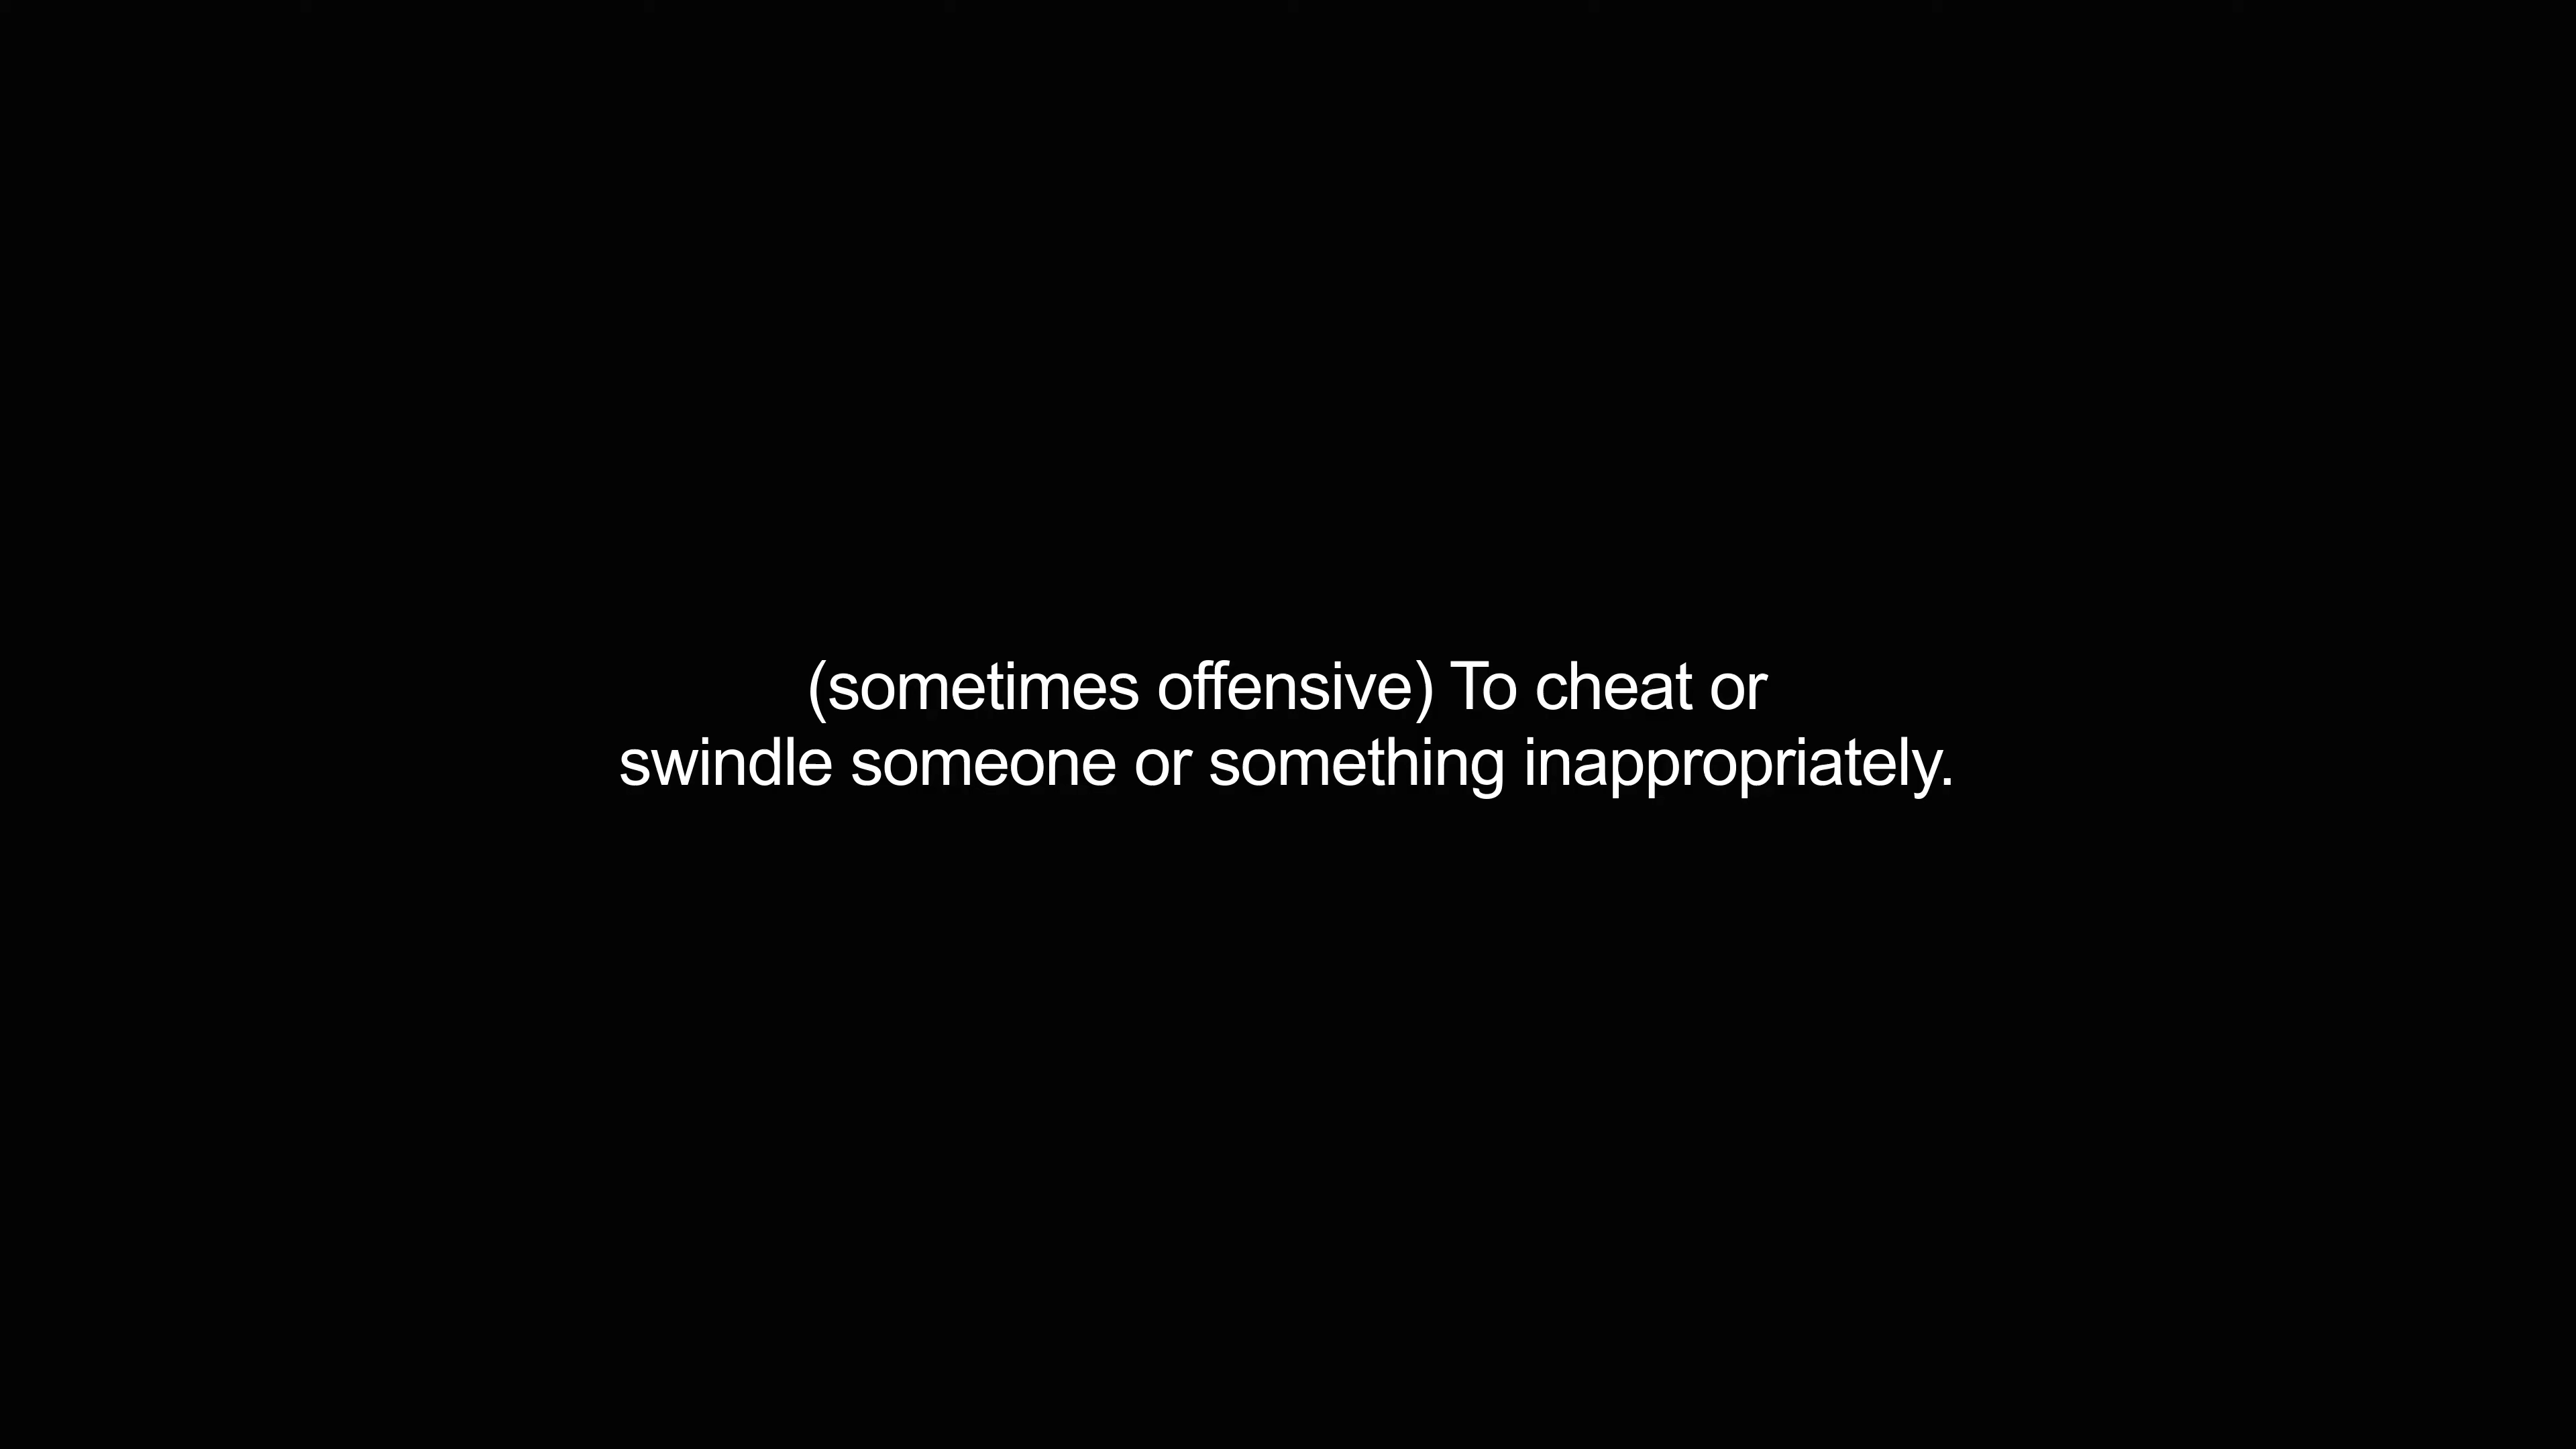 (sometimes offensive) To cheat or
swindle someone or something inappropriately.